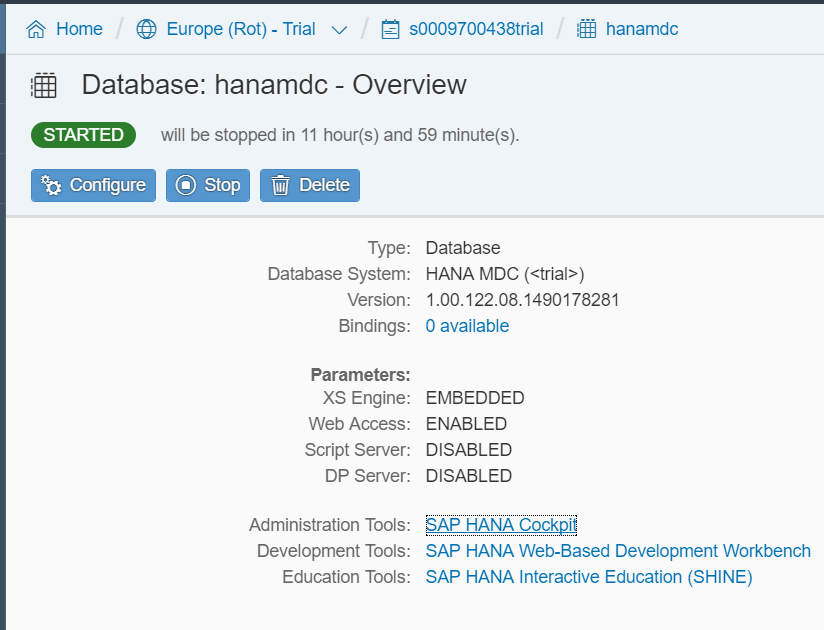 Home / Europe (Rot) - Trial / s0009700438trial / hanamdc
Database: hanamdc - Overview
STARTED will be stopped in 11 hour(s) and 59 minute(s).
Configure Stop Delete
Type: Database
Database System: HANA MDC (<trial>)
Version: 1.00.122.08.1490178281
Bindings: 0 available
Parameters:
XS Engine: EMBEDDED
Web Access: ENABLED
Script Server: DISABLED
DP Server: DISABLED
Administration Tools: SAP HANA Cockpit
Development Tools: SAP HANA Web-Based Development Workbench
Education Tools: SAP HANA Interactive Education (SHINE)